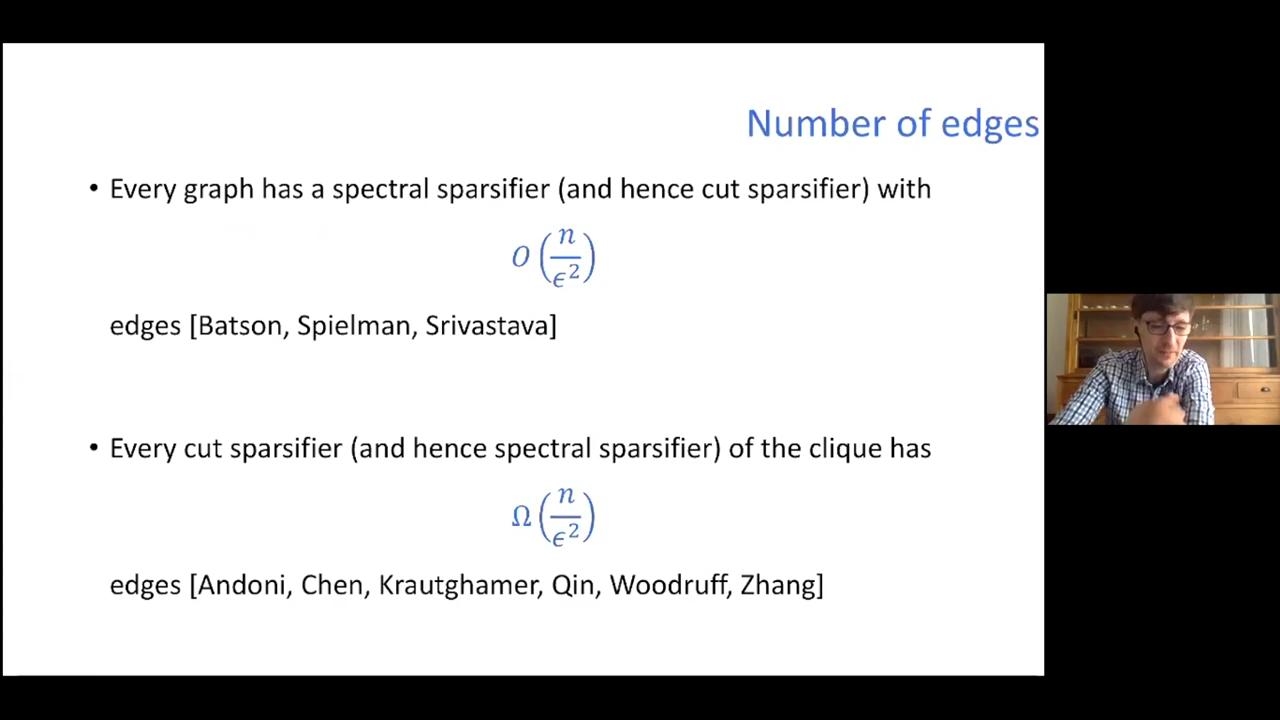 Number of edges
• Every graph has a spectral sparsifier (and hence cut sparsifier) with
O(n/ϵ²)
edges [Batson, Spielman, Srivastava]
• Every cut sparsifier (and hence spectral sparsifier) of the clique has
Ω(n/ϵ²)
edges [Andoni, Chen, Krautghamer, Qin, Woodruff, Zhang]